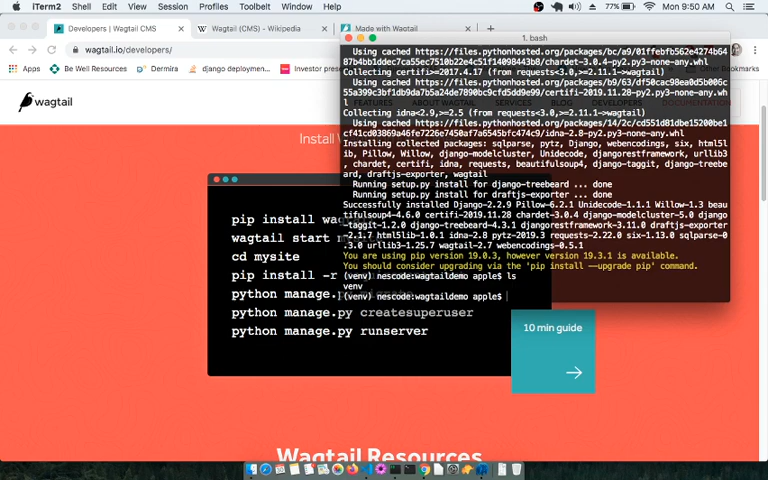 iTerm2 Shell Edit View Session Profiles Toolbelt Window Help 77% Mon 9:50 AM
Developers | Wagtail CMS
Wagtail (CMS) - Wikipedia
Made with Wagtail
wagtail.io/developers/
Apps Be Well Resources Dermira django deploymen... Investor Other Bookmarks
wagtail
FEATURES ABOUT WAGTAIL SERVICES BLOG DEVELOPERS DOCUMENTATION
1. bash
Using cached https://files.pythonhosted.org/packages/bc/a9/01ffebfb562e4274b64
87b4bb1ddec7ca55ec7510b22e4c51f14098443b8/chardet-3.0.4-py2.py3-none-any.whl
Collecting certifi>=2017.4.17 (from requests<3.0,>=2.11.1->wagtail)
Using cached https://files.pythonhosted.org/packages/b9/63/df50cac98ea0d5b006c
55a399c3bf1db9da7b5a24de7890bc9cfd5dd9e99/certifi-2019.11.28-py2.py3-none-any.whl
Collecting idna<2.9,>=2.5 (from requests<3.0,>=2.11.1->wagtail)
Using cached https://files.pythonhosted.org/packages/14/2c/cd551d81dbe15200be1
cf41cd03869a46fe7226e7450af7a6545bfc474c9/idna-2.8-py2.py3-none-any.whl
Installing collected packages: sqlparse, pytz, Django, webencodings, six, html5l
ib, Pillow, Willow, django-modelcluster, Unidecode, djangorestframework, urllib3
, chardet, certifi, idna, requests, beautifulsoup4, django-taggit, django-treebe
ard, draftjs-exporter, wagtail
Running setup.py install for django-treebeard ... done
Running setup.py install for draftjs-exporter ... done
Successfully installed Django-2.2.9 Pillow-6.2.1 Unidecode-1.1.1 Willow-1.3 beau
tifulsoup4-4.6.0 certifi-2019.11.28 chardet-3.0.4 django-modelcluster-5.0 django
-taggit-1.2.0 django-treebeard-4.3.1 djangorestframework-3.11.0 draftjs-exporter
-2.1.7 html5lib-1.0.1 idna-2.8 pytz-2019.3 requests-2.22.0 six-1.13.0 sqlparse-0
.3.0 urllib3-1.25.7 wagtail-2.7 webencodings-0.5.1
You are using pip version 19.0.3, however version 19.3.1 is available.
You should consider upgrading via the 'pip install --upgrade pip' command.
(venv) nescode:wagtaildemo apple$ ls
venv
(venv) nescode:wagtaildemo apple$
Install
pip install
wagtail start
cd mysite
pip install -r
python manage.py migrate
python manage.py createsuperuser
python manage.py runserver
10 min guide
Wagtail Resources